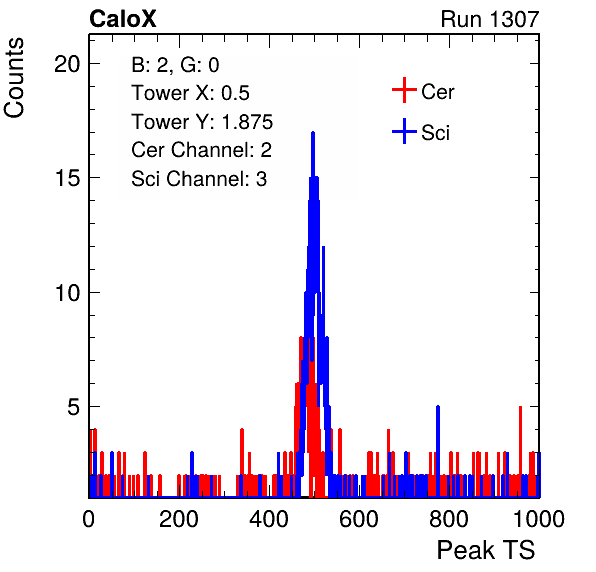 CaloX Run 1307
Counts
20
15
10
5
B: 2, G: 0
Tower X: 0.5
Tower Y: 1.875
Cer Channel: 2
Sci Channel: 3
Cer
Sci
0 200 400 600 800 1000
Peak TS